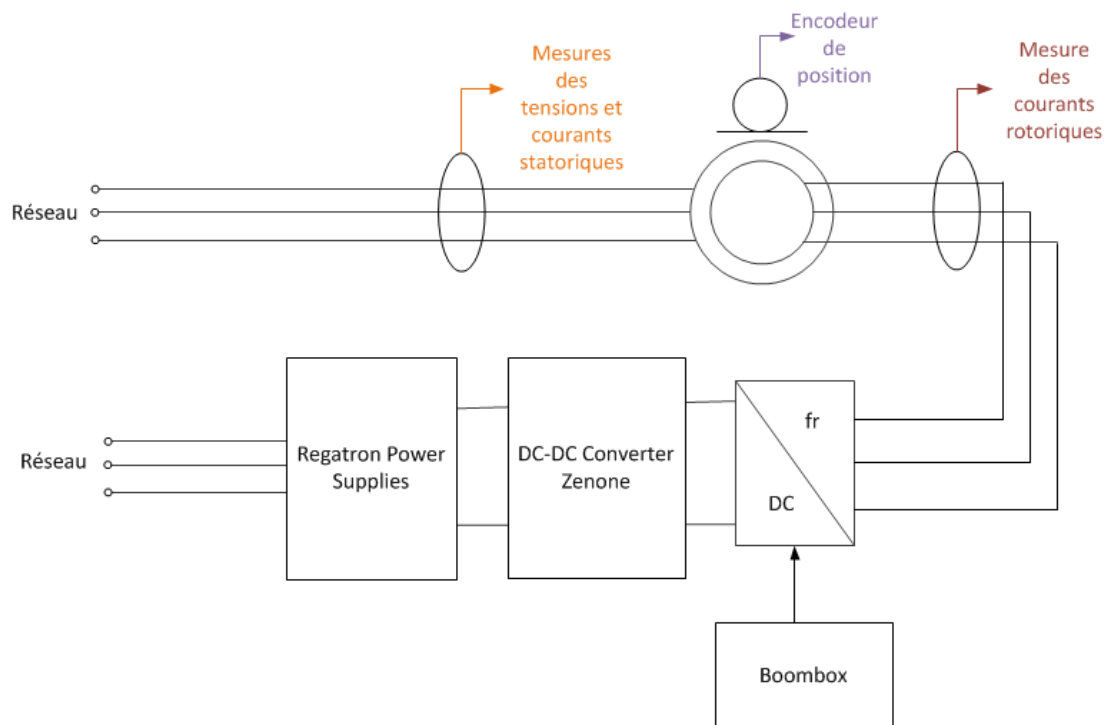 Encodeur
de
position
Mesures
des
tensions et
courants
statoriques
Mesure
des
courants
rotoriques
Réseau
Réseau
Regatron Power
Supplies
DC-DC Converter
Zenone
fr
DC
Boombox